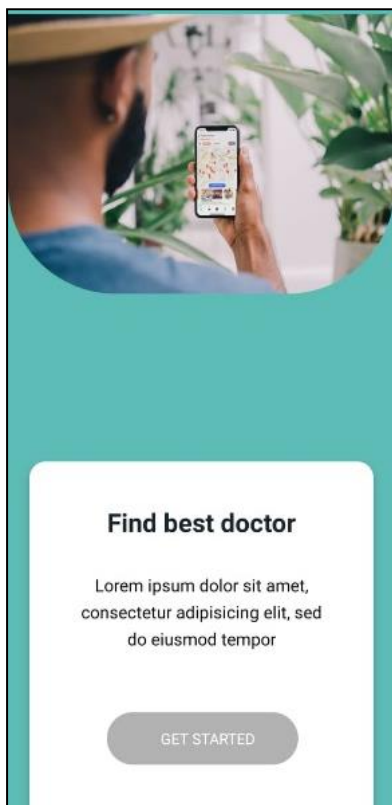 Find best doctor
Lorem ipsum dolor sit amet,
consectetur adipisicing elit, sed
do eiusmod tempor
GET STARTED